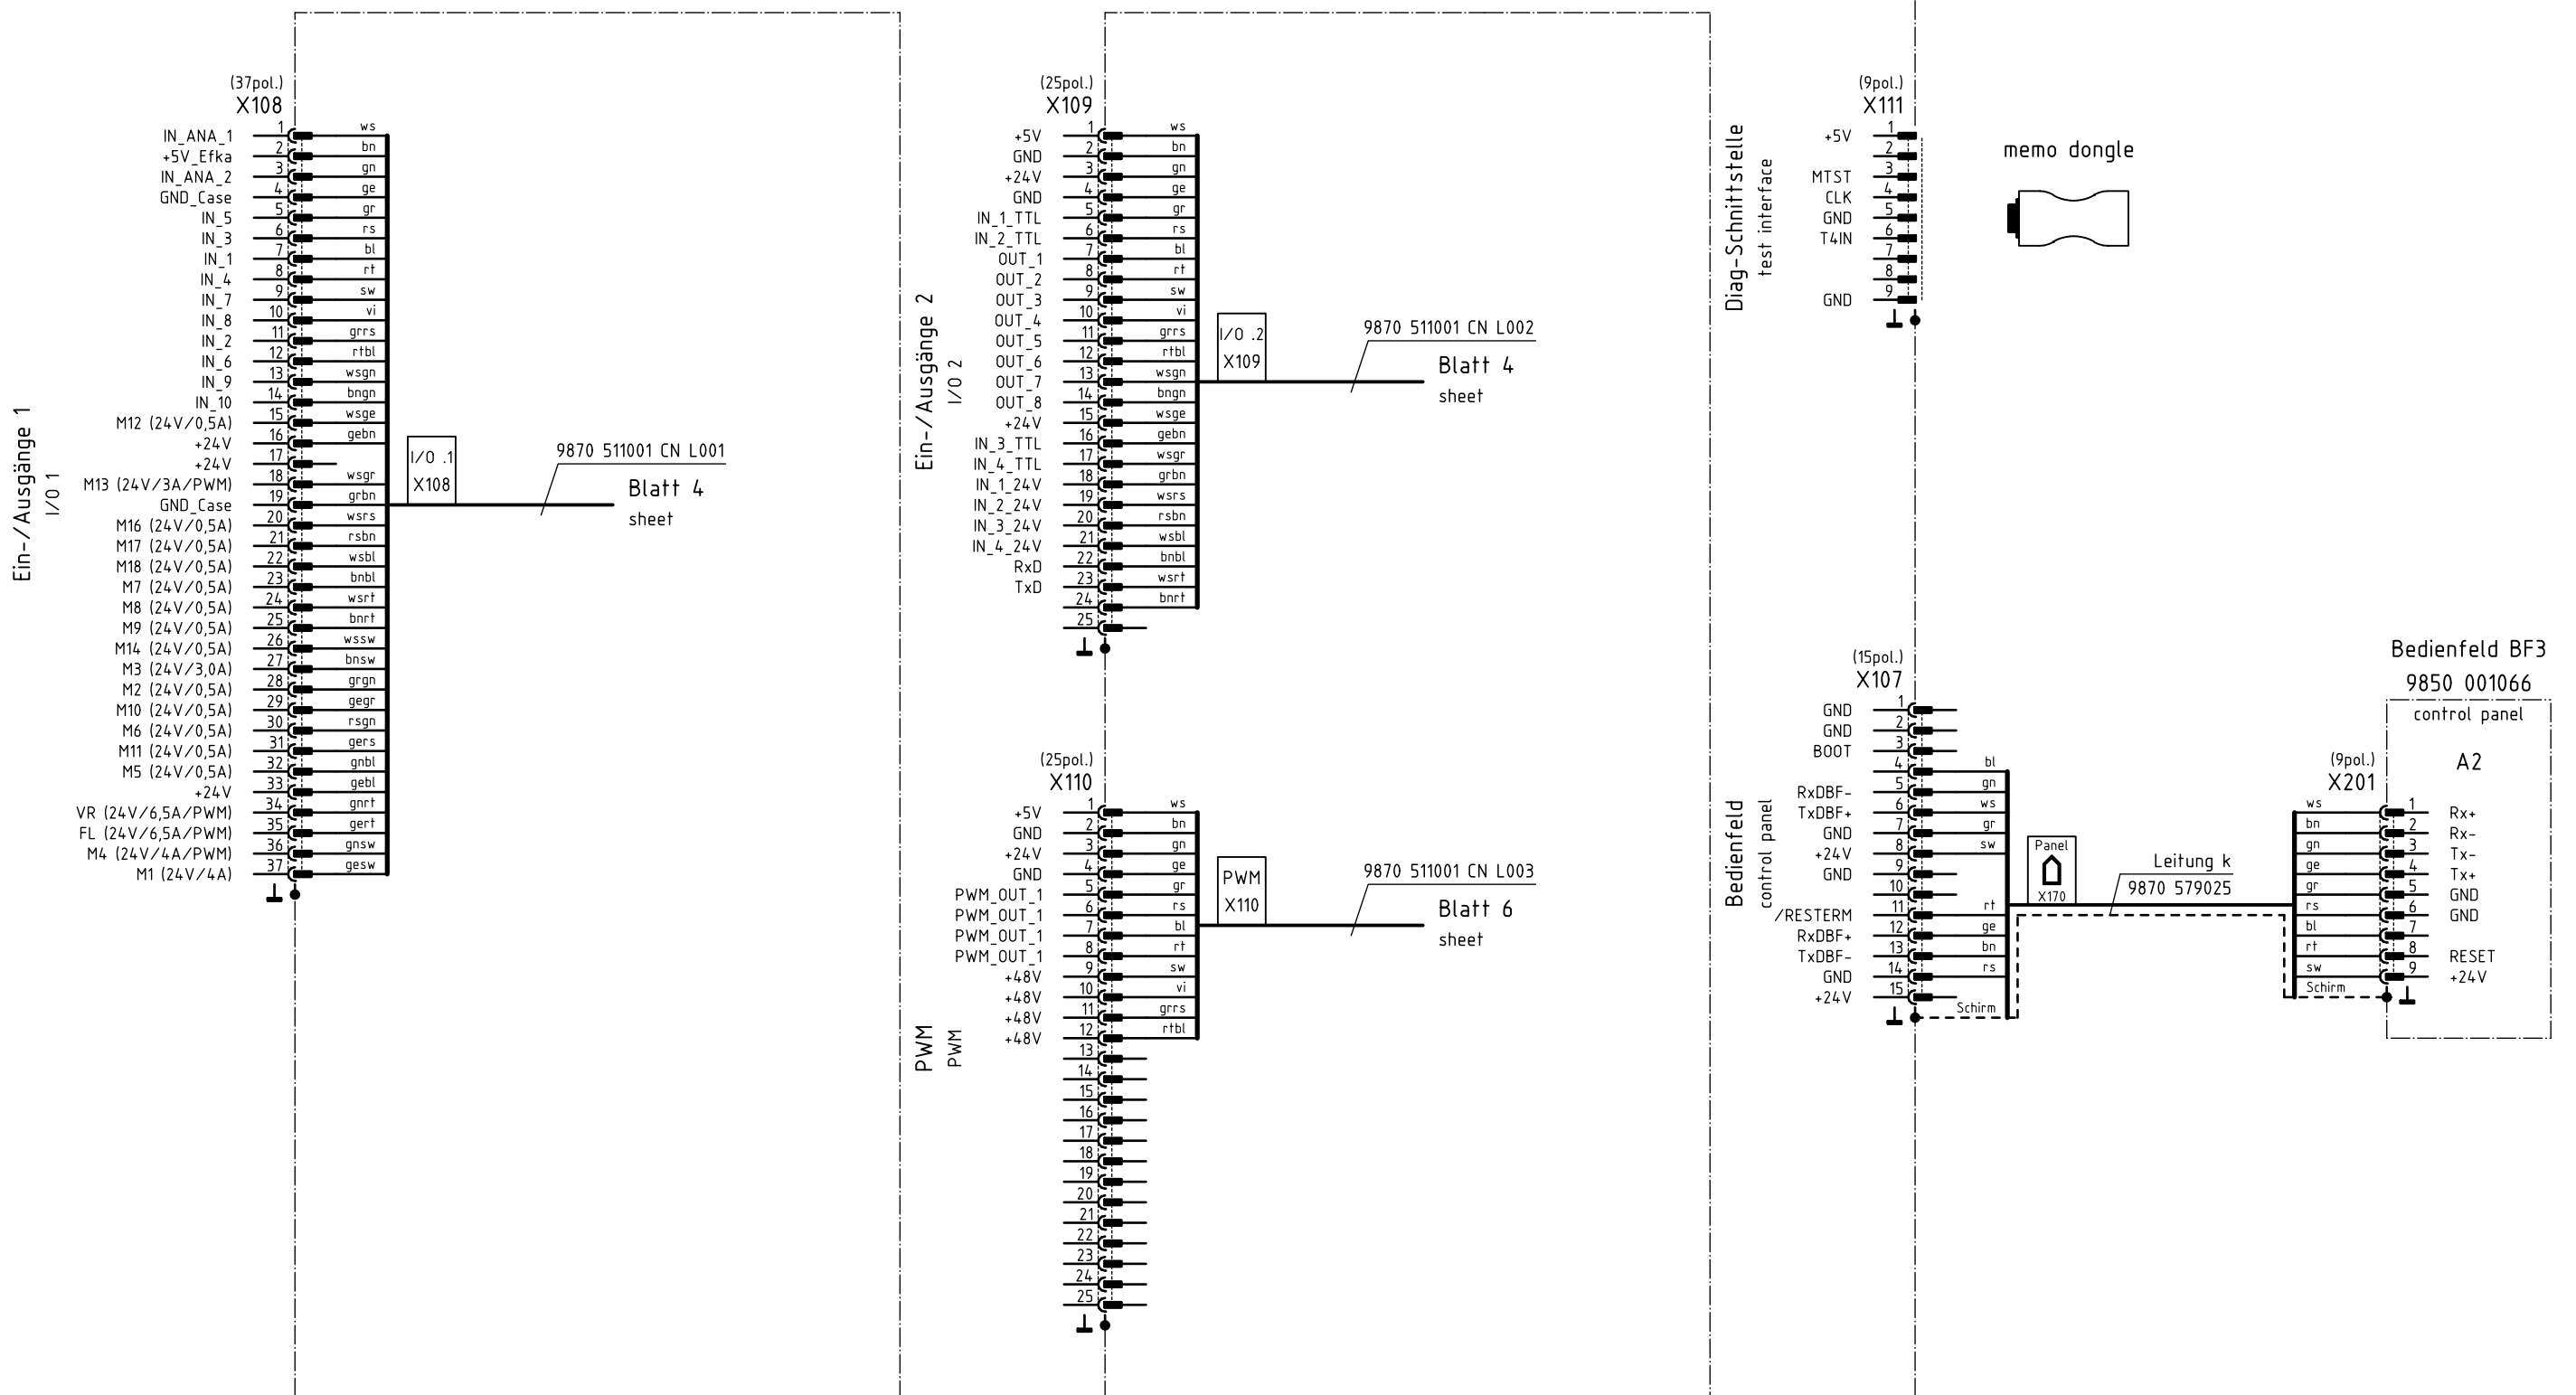 Ein-/Ausgänge 1
I/O 1
(37pol.)
X108
IN_ANA_1 1 ws
+5V_Efka 2 bn
IN_ANA_2 3 gn
GND_Case 4 ge
IN_5 5 gr
IN_3 6 rs
IN_1 7 bl
IN_4 8 rt
IN_7 9 sw
IN_8 10 vi
IN_2 11 grrs
IN_6 12 rtbl
IN_9 13 wsgn
IN_10 14 bngn
M12 (24V/0,5A) 15 wsge
+24V 16 gebn
+24V 17
M13 (24V/3A/PWM) 18 wsgr
GND_Case 19 grbn
M16 (24V/0,5A) 20 wsrs
M17 (24V/0,5A) 21 rsbn
M18 (24V/0,5A) 22 wsbl
M7 (24V/0,5A) 23 bnbl
M8 (24V/0,5A) 24 wsrt
M9 (24V/0,5A) 25 bnrt
M14 (24V/0,5A) 26 wssw
M3 (24V/3,0A) 27 bnsw
M2 (24V/0,5A) 28 grgn
M10 (24V/0,5A) 29 gegr
M6 (24V/0,5A) 30 rsgn
M11 (24V/0,5A) 31 gers
M5 (24V/0,5A) 32 gnbl
+24V 33 gebl
VR (24V/6,5A/PWM) 34 gnrt
FL (24V/6,5A/PWM) 35 gert
M4 (24V/4A/PWM) 36 gnsw
M1 (24V/4A) 37 gesw
I/O .1
X108
9870 511001 CN L001
Blatt 4
sheet
Ein-/Ausgänge 2
I/O 2
(25pol.)
X109
+5V 1 ws
GND 2 bn
+24V 3 gn
GND 4 ge
IN_1_TTL 5 gr
IN_2_TTL 6 rs
OUT_1 7 bl
OUT_2 8 rt
OUT_3 9 sw
OUT_4 10 vi
OUT_5 11 grrs
OUT_6 12 rtbl
OUT_7 13 wsgn
OUT_8 14 bngn
+24V 15 wsge
IN_3_TTL 16 gebn
IN_4_TTL 17 wsgr
IN_1_24V 18 grbn
IN_2_24V 19 wsrs
IN_3_24V 20 rsbn
IN_4_24V 21 wsbl
RxD 22 bnbl
TxD 23 wsrt
24 bnrt
25
I/O .2
X109
9870 511001 CN L002
Blatt 4
sheet
PWM
PWM
(25pol.)
X110
+5V 1 ws
GND 2 bn
+24V 3 gn
GND 4 ge
PWM_OUT_1 5 gr
PWM_OUT_1 6 rs
PWM_OUT_1 7 bl
PWM_OUT_1 8 rt
+48V 9 sw
+48V 10 vi
+48V 11 grrs
+48V 12 rtbl
13
14
15
16
17
18
19
20
21
22
23
24
25
PWM
X110
9870 511001 CN L003
Blatt 6
sheet
Diag-Schnittstelle
test interface
(9pol.)
X111
+5V 1
2
MTST 3
CLK 4
GND 5
T4IN 6
7
8
GND 9
memo dongle
Bedienfeld
control panel
(15pol.)
X107
GND 1
GND 2
BOOT 3
4 bl
RxDBF- 5 gn
TxDBF+ 6 ws
GND 7 gr
+24V 8 sw
GND 9
10
/RESTERM 11 rt
RxDBF+ 12 ge
TxDBF- 13 bn
GND 14 rs
+24V 15
Schirm
Panel
X170
Leitung k
9870 579025
Bedienfeld BF3
9850 001066
control panel
A2
(9pol.)
X201
ws 1 Rx+
bn 2 Rx-
gn 3 Tx-
ge 4 Tx+
gr 5 GND
rs 6 GND
bl 7
rt 8 RESET
sw 9 +24V
Schirm